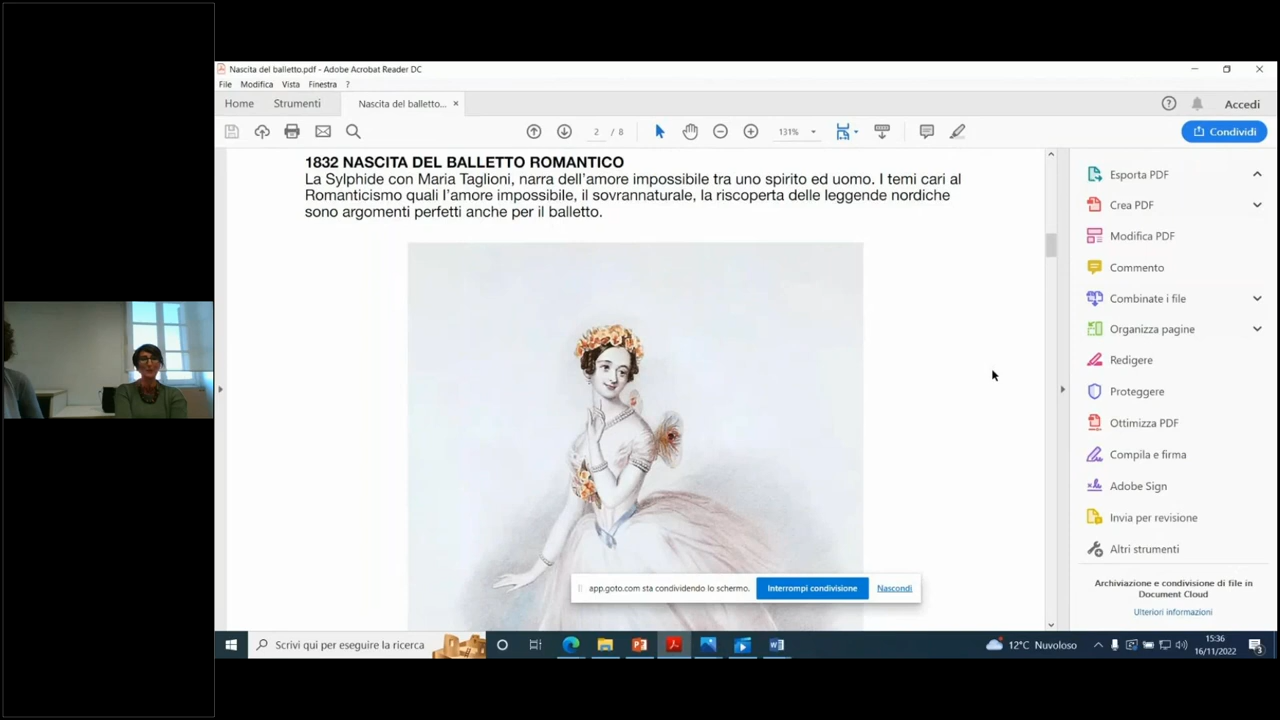 Nascita del balletto.pdf - Adobe Acrobat Reader DC
File Modifica Vista Finestra ?
Home Strumenti Nascita del balletto... × Accedi
2 / 8 131% Condividi
1832 NASCITA DEL BALLETTO ROMANTICO
La Sylphide con Maria Taglioni, narra dell'amore impossibile tra uno spirito ed uomo. I temi cari al
Romanticismo quali l'amore impossibile, il sovrannaturale, la riscoperta delle leggende nordiche
sono argomenti perfetti anche per il balletto.
Esporta PDF
Crea PDF
Modifica PDF
Commento
Combinate i file
Organizza pagine
Redigere
Proteggere
Ottimizza PDF
Compila e firma
Adobe Sign
Invia per revisione
Altri strumenti
Archiviazione e condivisione di file in
Document Cloud
Ulteriori informazioni
app.goto.com sta condividendo lo schermo. Interrompi condivisione Nascondi
Scrivi qui per eseguire la ricerca
12°C Nuvoloso
15:36
16/11/2022
3